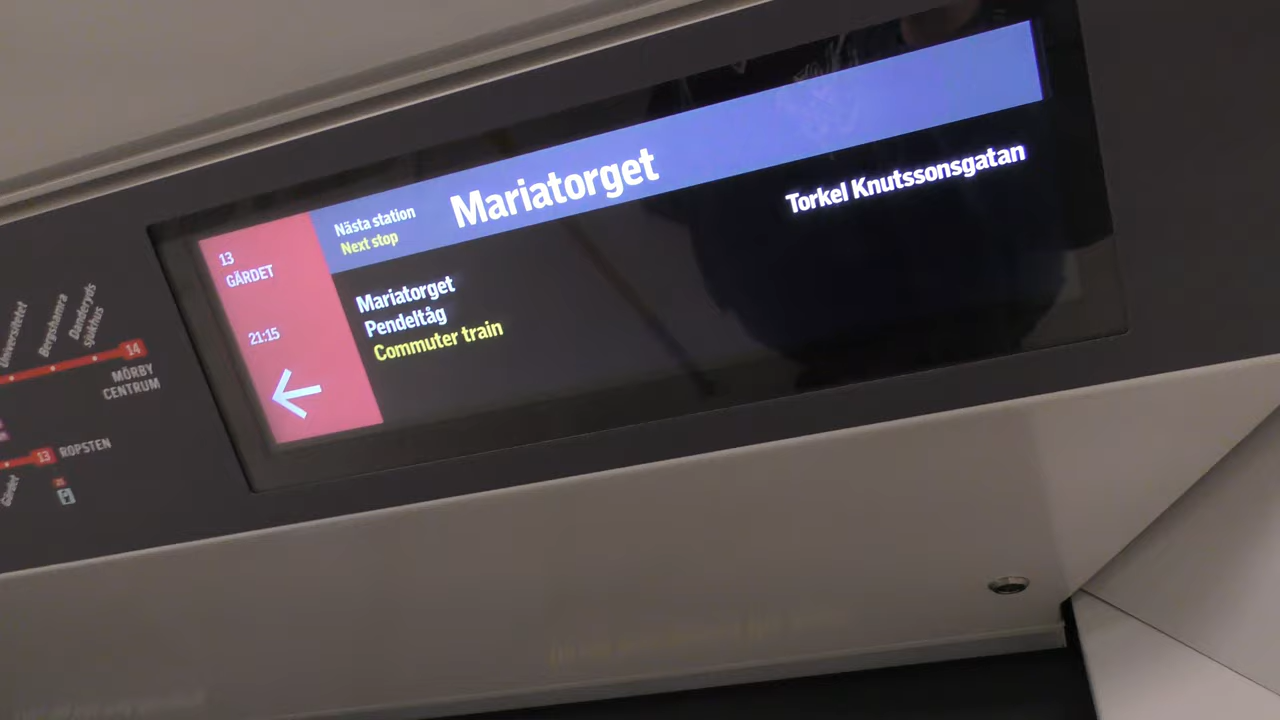 Nästa station
Next stop
Mariatorget
Torkel Knutssonsgatan
13
GÄRDET
21:15
Mariatorget
Pendeltåg
Commuter train
Universitetet
Bergshamra
Danderyds
sjukhus
14
MÖRBY
CENTRUM
13
ROPSTEN
Gärdet